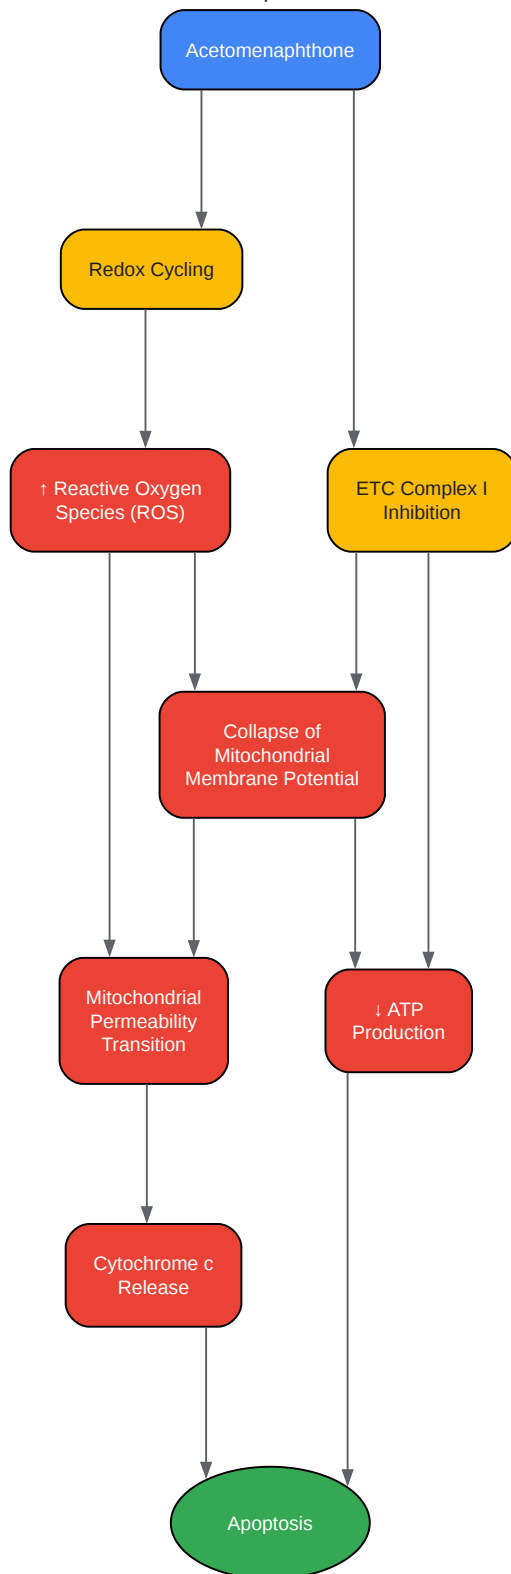 Acetomenaphthone
Redox Cycling
↑ Reactive Oxygen
Species (ROS)
ETC Complex I
Inhibition
Collapse of
Mitochondrial
Membrane Potential
Mitochondrial
Permeability
Transition
↓ ATP
Production
Cytochrome c
Release
Apoptosis